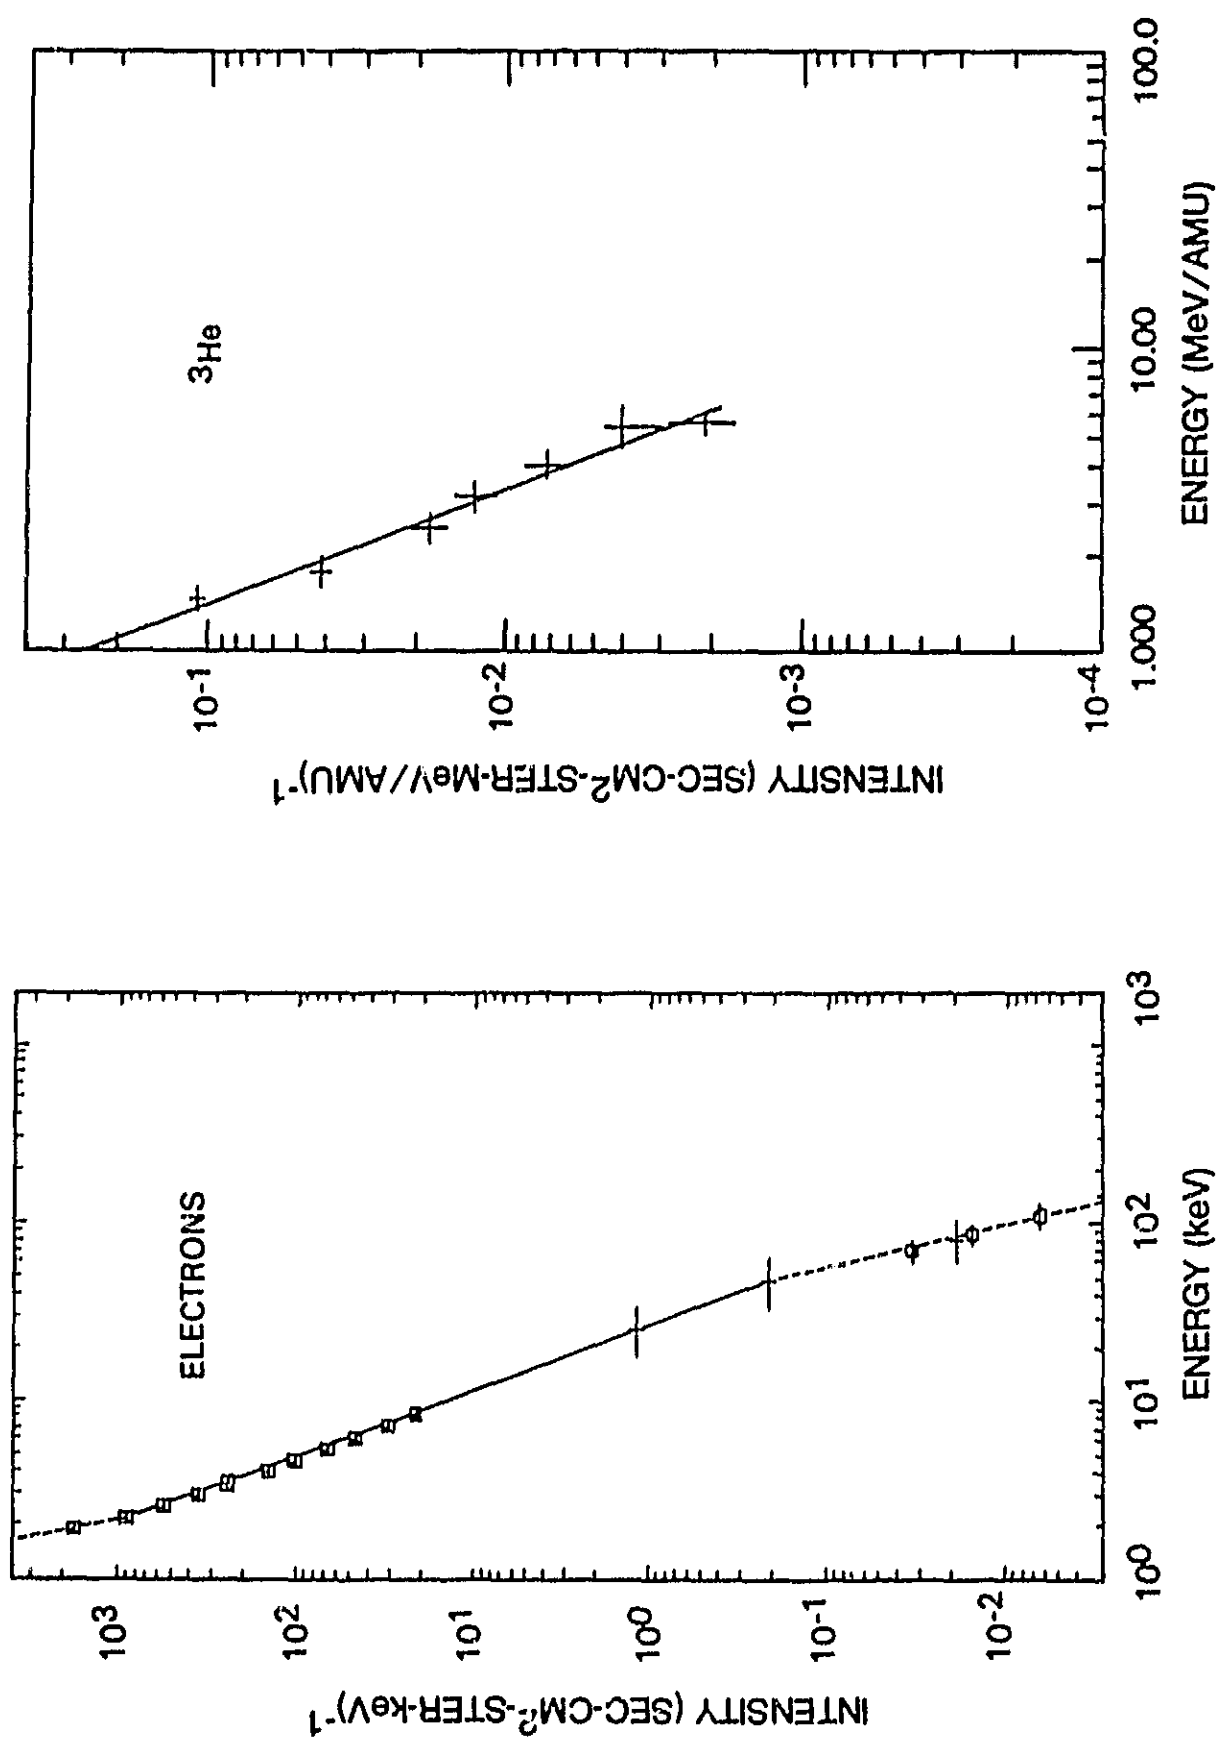 ELECTRONS
INTENSITY (SEC-CM²-STER-keV)⁻¹
10³
10²
10¹
10⁰
10⁻¹
10⁻²
10⁰
10¹
10²
10³
ENERGY (keV)
³He
INTENSITY (SEC-CM²-STER-MeV/AMU)⁻¹
10⁻¹
10⁻²
10⁻³
10⁻⁴
1.000
10.00
100.0
ENERGY (MeV/AMU)